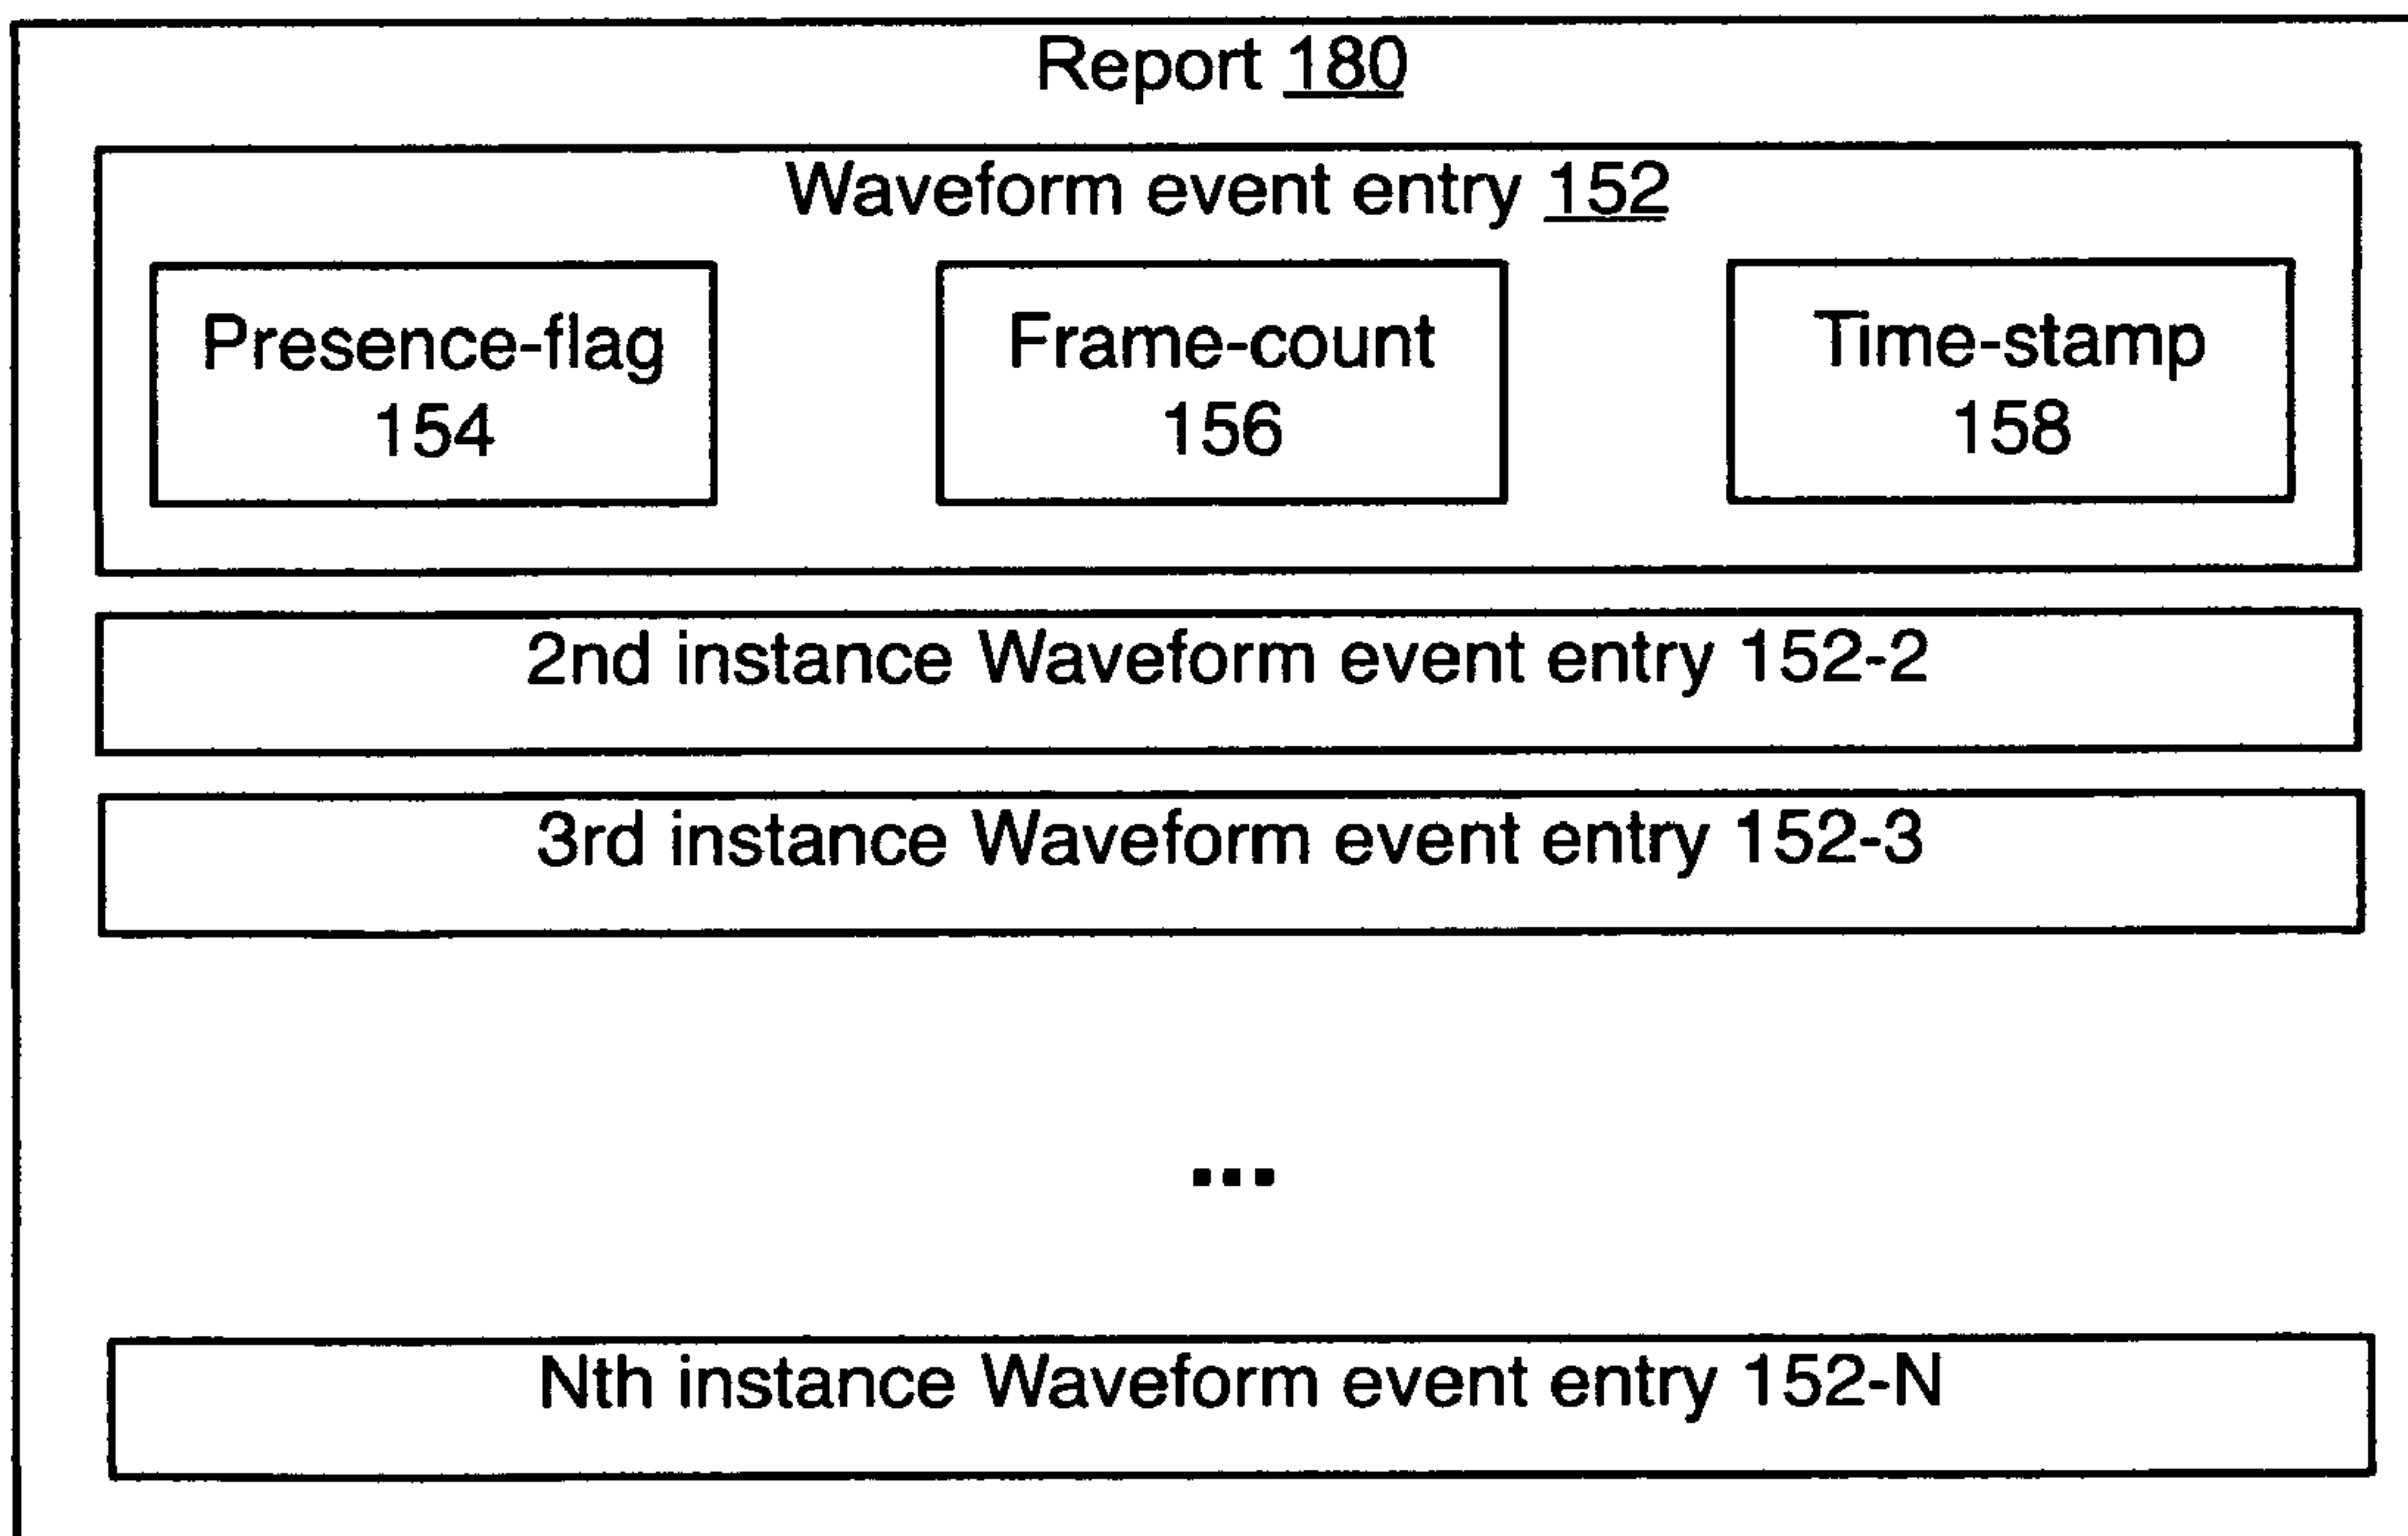 Report 180
Waveform event entry 152
Presence-flag
154
Frame-count
156
Time-stamp
158
2nd instance Waveform event entry 152-2
3rd instance Waveform event entry 152-3
...
Nth instance Waveform event entry 152-N